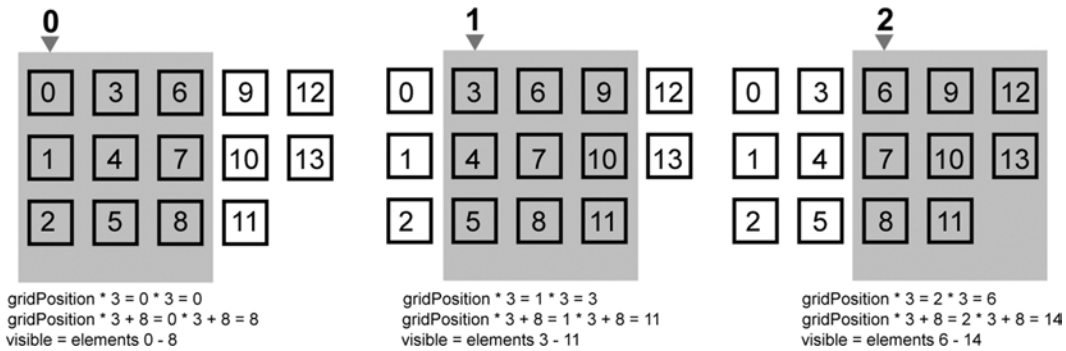 0
0 3 6 9 12
1 4 7 10 13
2 5 8 11
gridPosition * 3 = 0 * 3 = 0
gridPosition * 3 + 8 = 0 * 3 + 8 = 8
visible = elements 0 - 8
1
0 3 6 9 12
1 4 7 10 13
2 5 8 11
gridPosition * 3 = 1 * 3 = 3
gridPosition * 3 + 8 = 1 * 3 + 8 = 11
visible = elements 3 - 11
2
0 3 6 9 12
1 4 7 10 13
2 5 8 11
gridPosition * 3 = 2 * 3 = 6
gridPosition * 3 + 8 = 2 * 3 + 8 = 14
visible = elements 6 - 14